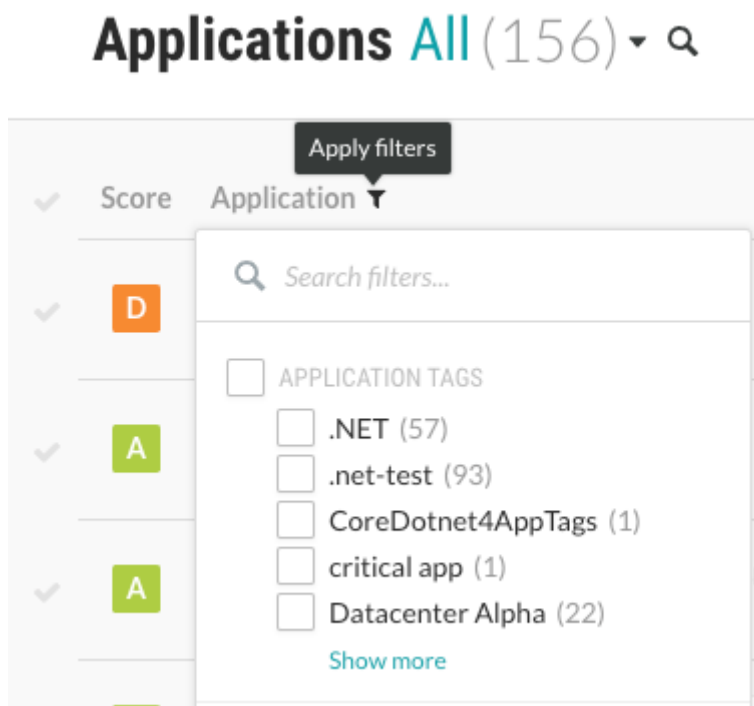 Applications All (156)
Apply filters
Score Application
Search filters...
D
APPLICATION TAGS
.NET (57)
.net-test (93)
A
CoreDotnet4AppTags (1)
critical app (1)
A
Datacenter Alpha (22)
Show more